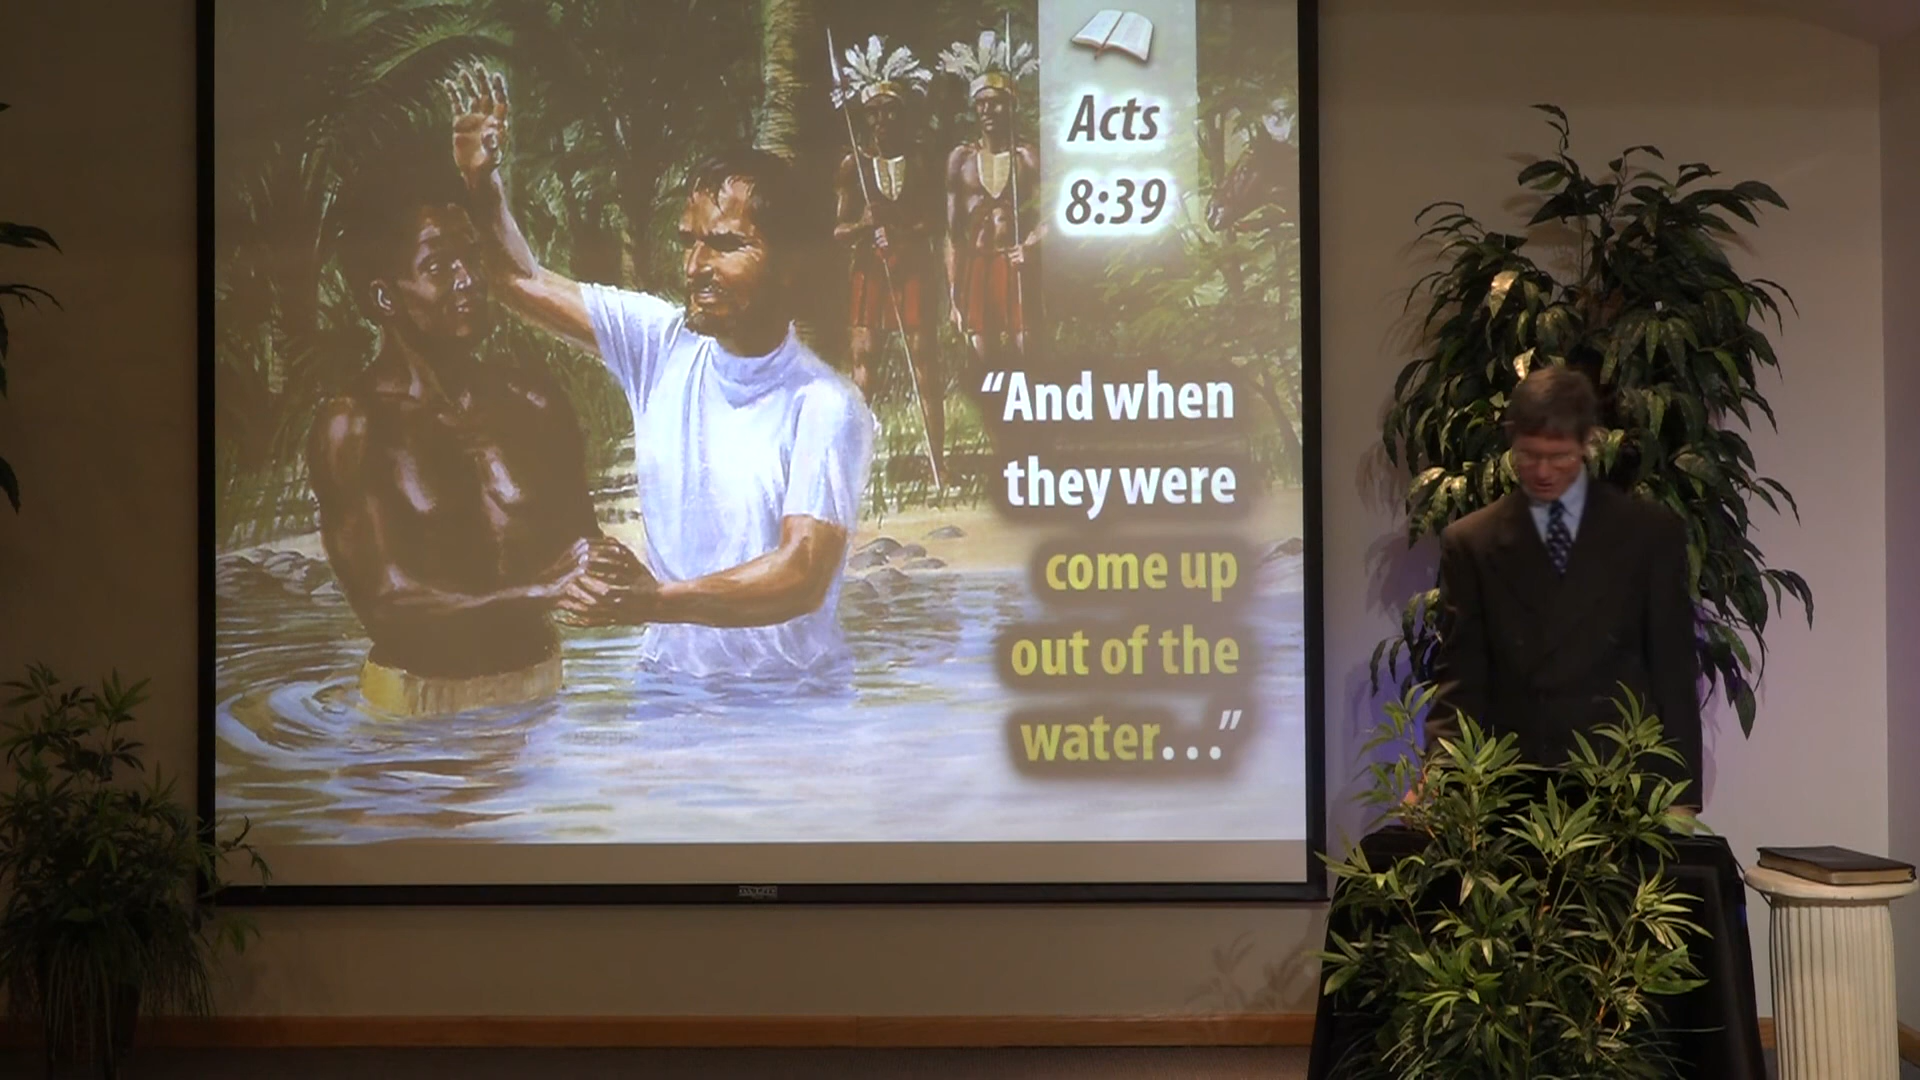 Acts
8:39
“And when
they were
come up
out of the
water...”